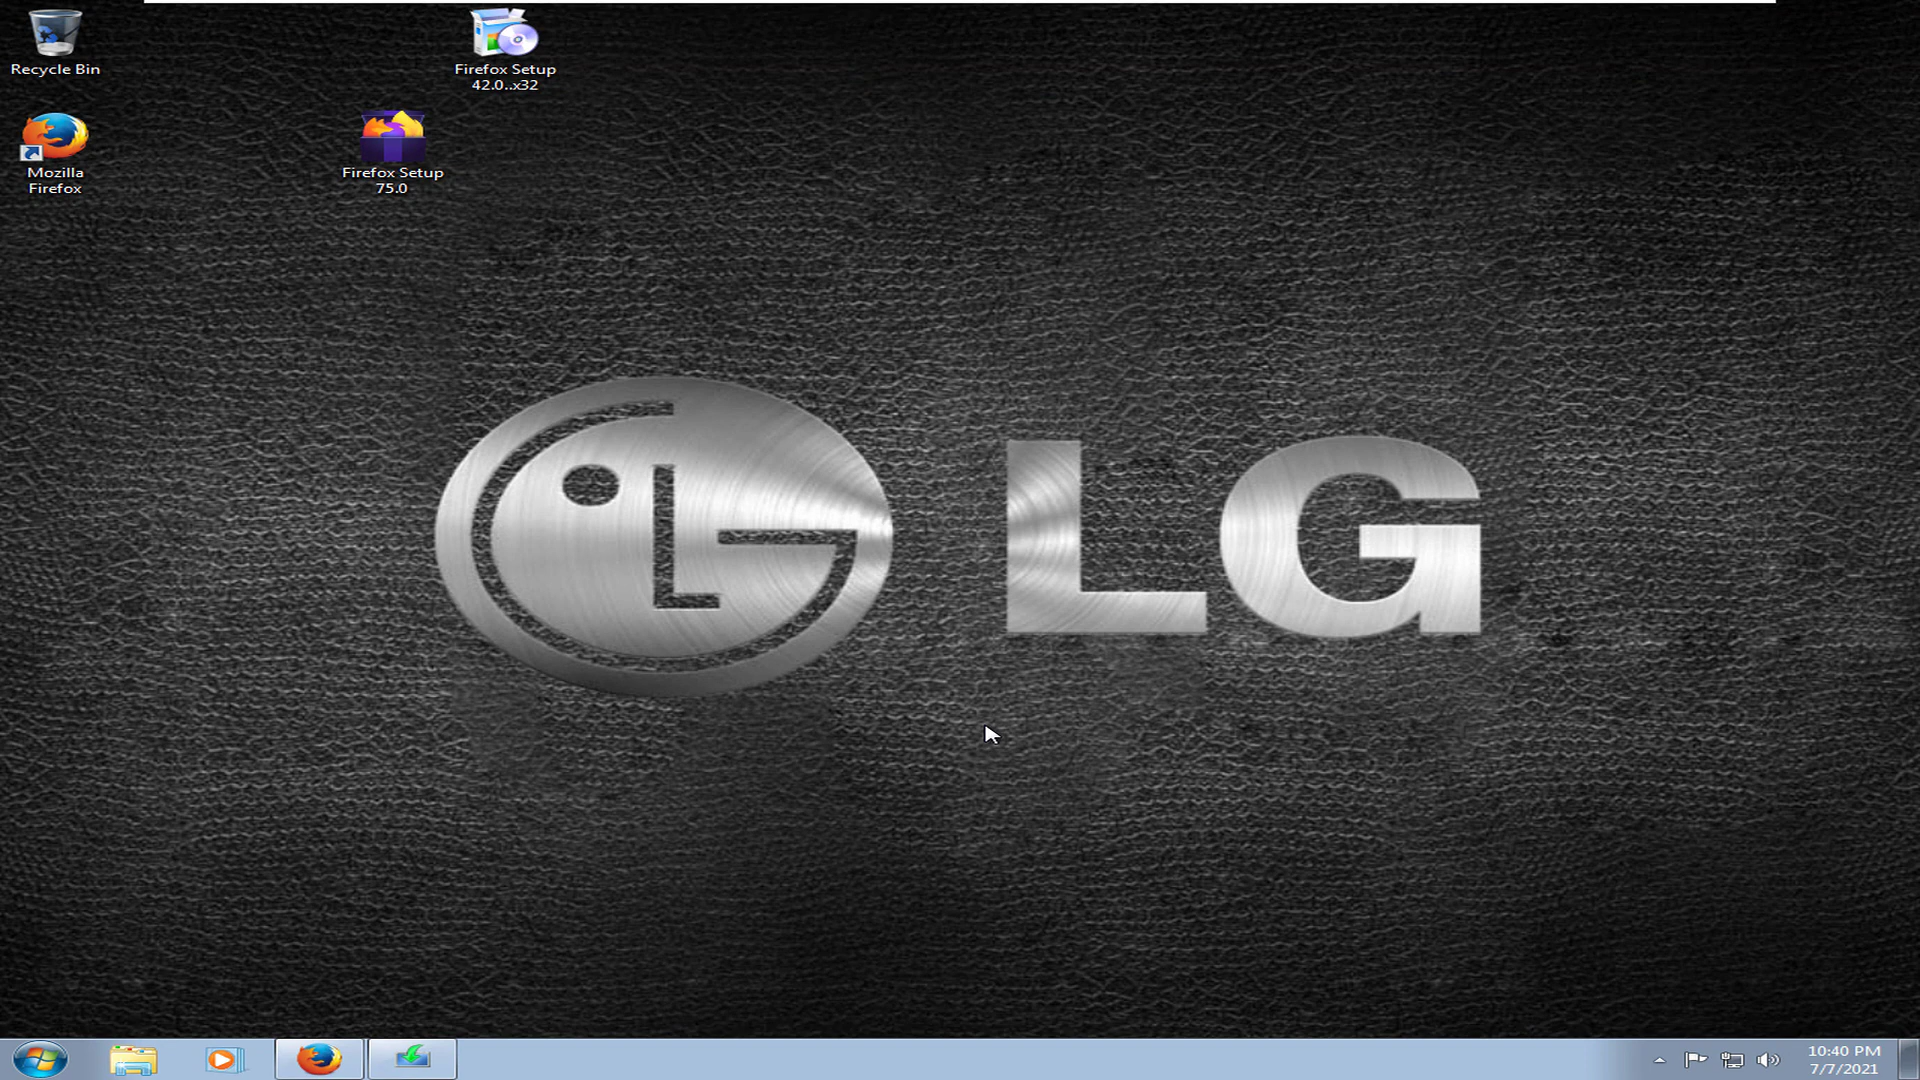 Recycle Bin
Firefox Setup
42.0..x32
Mozilla
Firefox
Firefox Setup
75.0
LG
LG
10:40 PM
7/7/2021